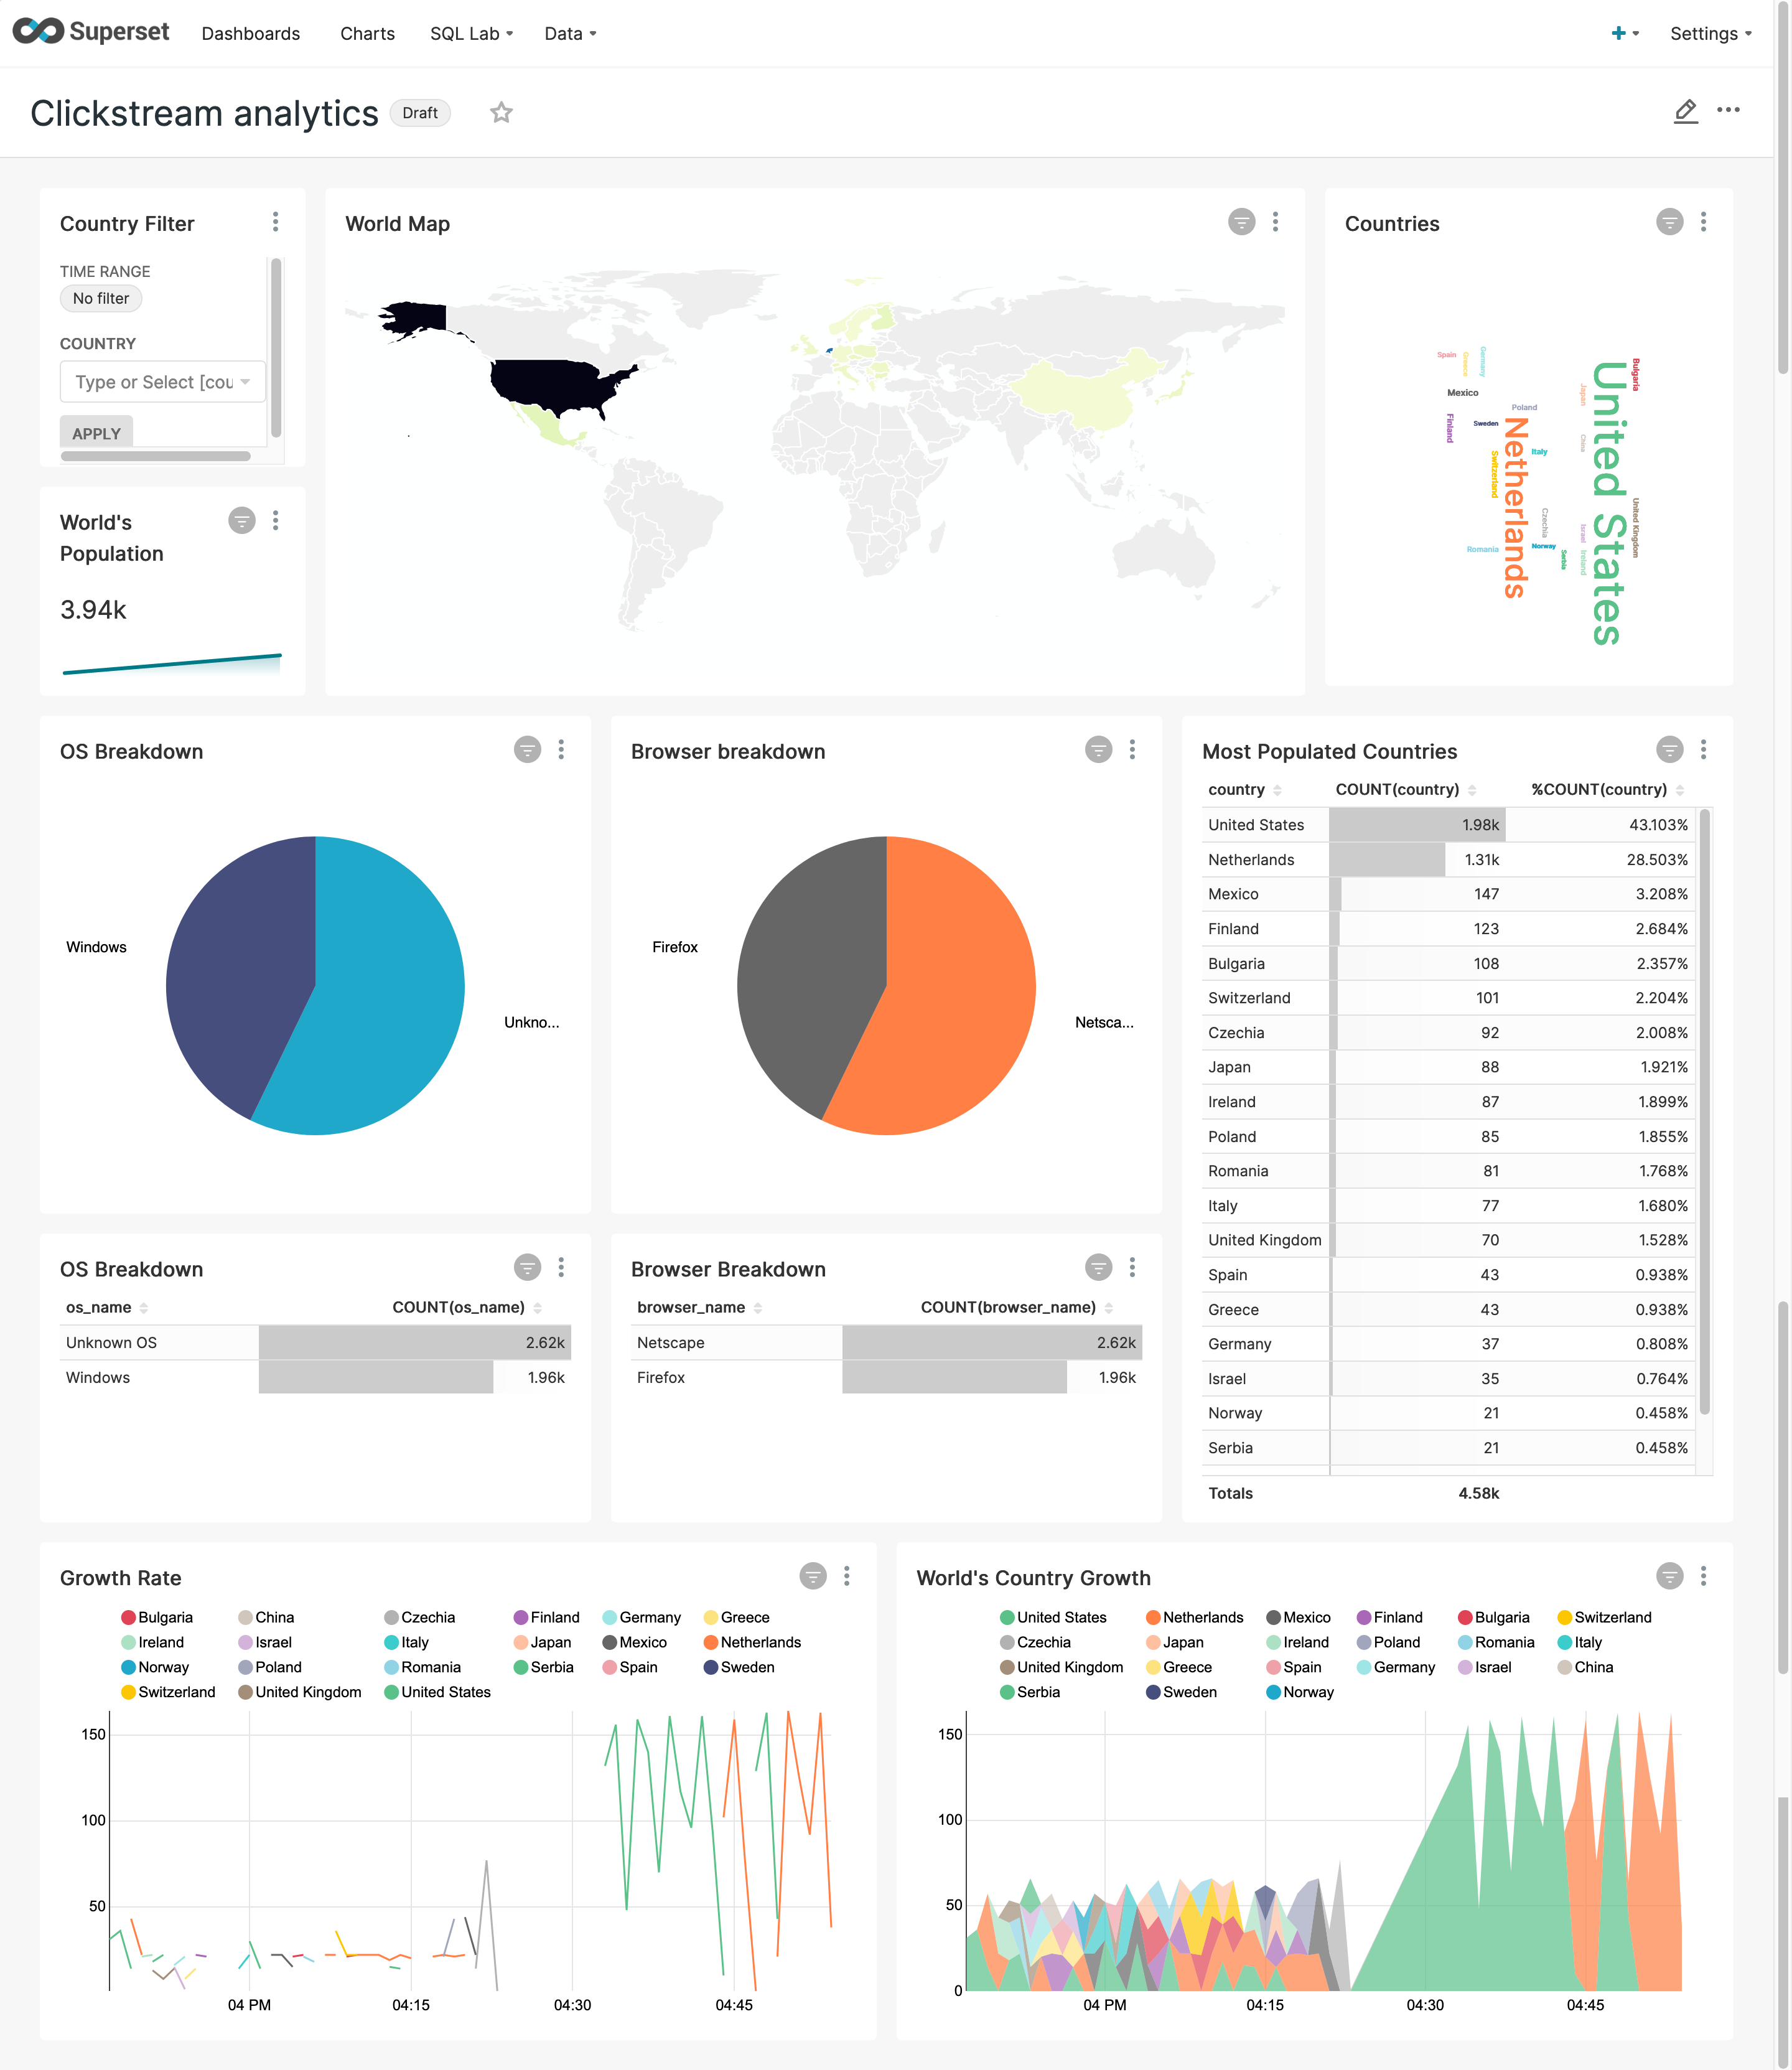 Superset Dashboards Charts SQL Lab Data + Settings
Clickstream analytics Draft
Country Filter
TIME RANGE
No filter
COUNTRY
Type or Select [cou
APPLY
World's
Population
3.94k
World Map
Countries
Spain
Greece
Germany
Mexico
Finland
Poland
Sweden
Netherlands
Switzerland
Italy
Czechia
Romania
Norway
Serbia
Japan
China
Israel
Ireland
United States
Bulgaria
United Kingdom
OS Breakdown
Windows
Unkno...
Browser breakdown
Firefox
Netsca...
Most Populated Countries
country COUNT(country) %COUNT(country)
United States 1.98k 43.103%
Netherlands 1.31k 28.503%
Mexico 147 3.208%
Finland 123 2.684%
Bulgaria 108 2.357%
Switzerland 101 2.204%
Czechia 92 2.008%
Japan 88 1.921%
Ireland 87 1.899%
Poland 85 1.855%
Romania 81 1.768%
Italy 77 1.680%
United Kingdom 70 1.528%
Spain 43 0.938%
Greece 43 0.938%
Germany 37 0.808%
Israel 35 0.764%
Norway 21 0.458%
Serbia 21 0.458%
Totals 4.58k
OS Breakdown
os_name COUNT(os_name)
Unknown OS 2.62k
Windows 1.96k
Browser Breakdown
browser_name COUNT(browser_name)
Netscape 2.62k
Firefox 1.96k
Growth Rate
Bulgaria China Czechia Finland Germany Greece
Ireland Israel Italy Japan Mexico Netherlands
Norway Poland Romania Serbia Spain Sweden
Switzerland United Kingdom United States
150
100
50
04 PM 04:15 04:30 04:45
World's Country Growth
United States Netherlands Mexico Finland Bulgaria Switzerland
Czechia Japan Ireland Poland Romania Italy
United Kingdom Greece Spain Germany Israel China
Serbia Sweden Norway
150
100
50
0
04 PM 04:15 04:30 04:45